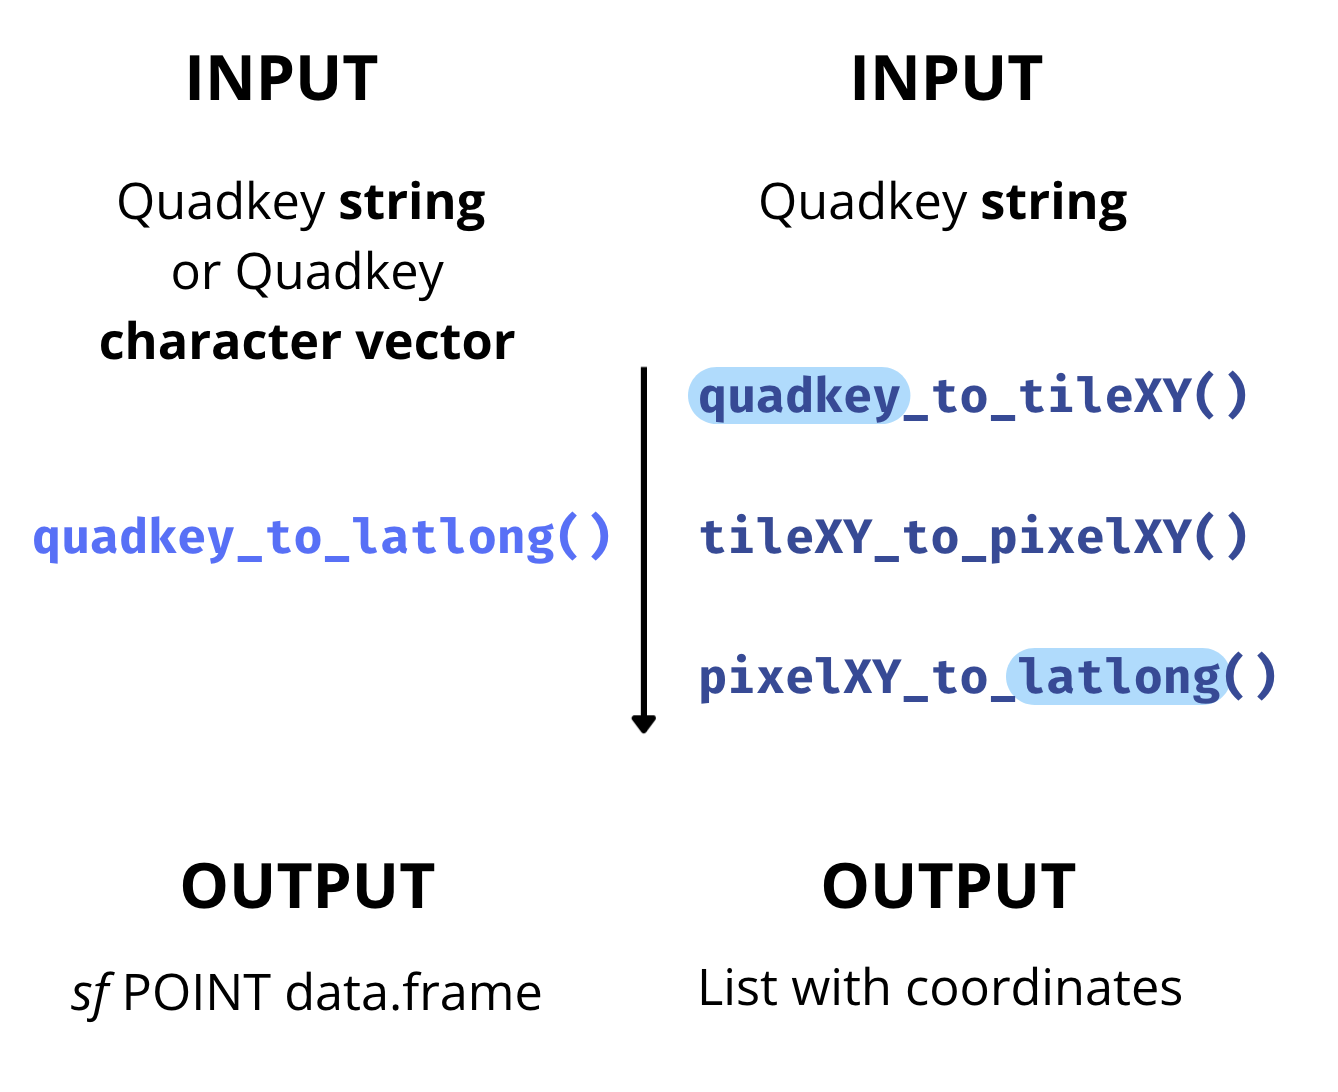 INPUT
Quadkey string
or Quadkey
character vector
quadkey_to_latlong()
OUTPUT
sf POINT data.frame
INPUT
Quadkey string
quadkey_to_tileXY()
tileXY_to_pixelXY()
pixelXY_to_latlong()
OUTPUT
List with coordinates